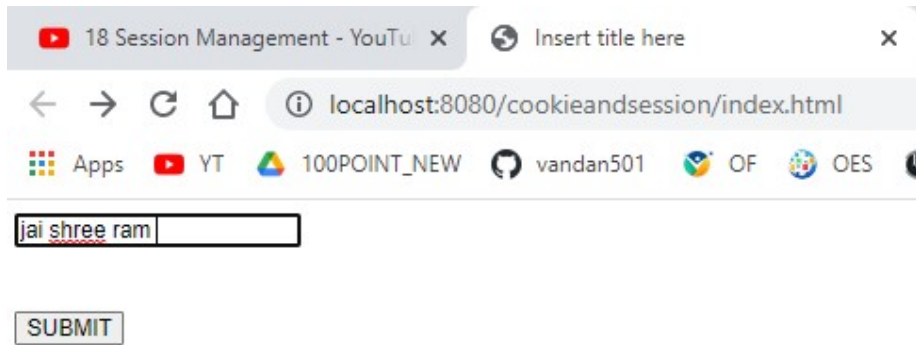 18 Session Management - YouTu
Insert title here
localhost:8080/cookieandsession/index.html
Apps YT 100POINT_NEW vandan501 OF OES
jai shree ram
SUBMIT